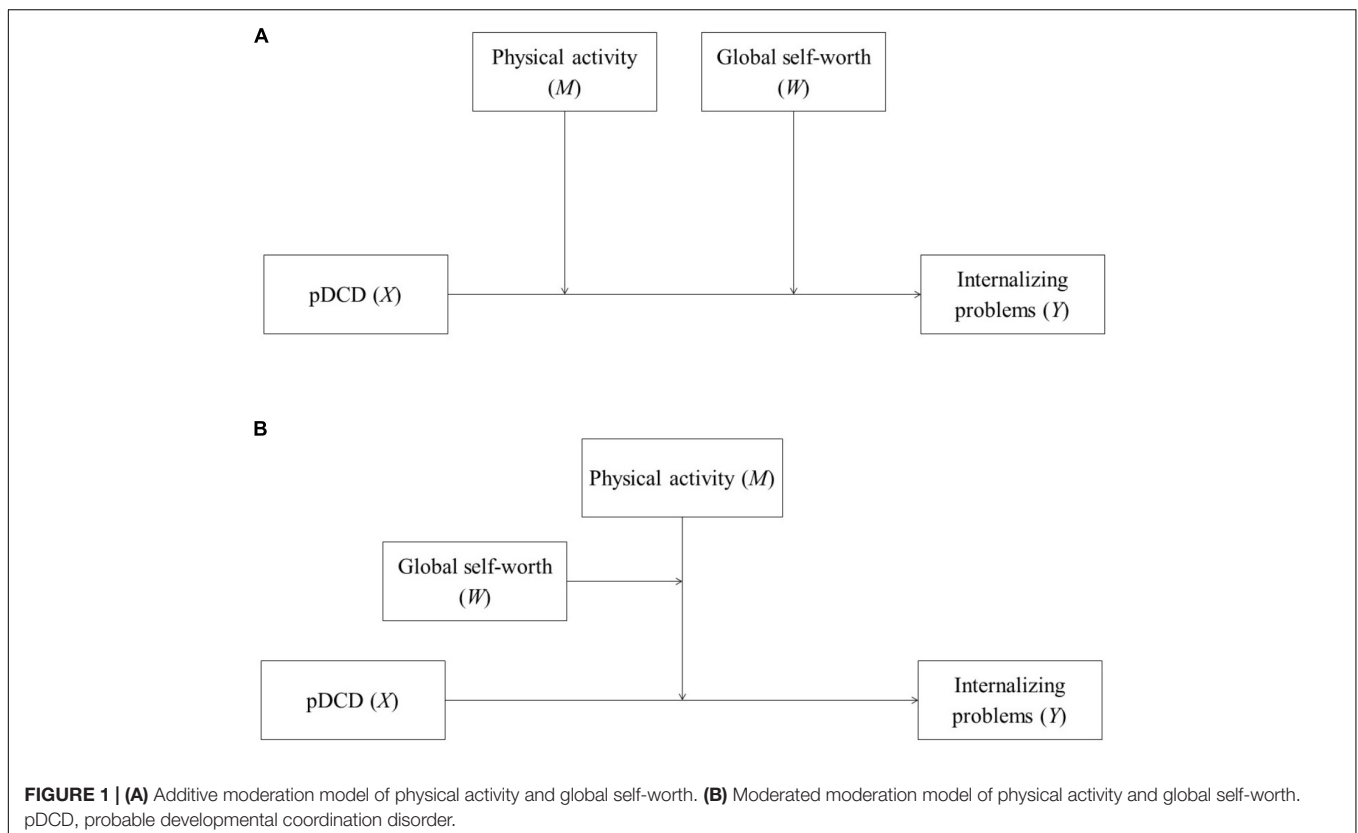 A
Physical activity
(M)
Global self-worth
(W)
pDCD (X)
Internalizing
problems (Y)
B
Physical activity (M)
Global self-worth
(W)
pDCD (X)
Internalizing
problems (Y)
FIGURE 1 | (A) Additive moderation model of physical activity and global self-worth. (B) Moderated moderation model of physical activity and global self-worth.
pDCD, probable developmental coordination disorder.